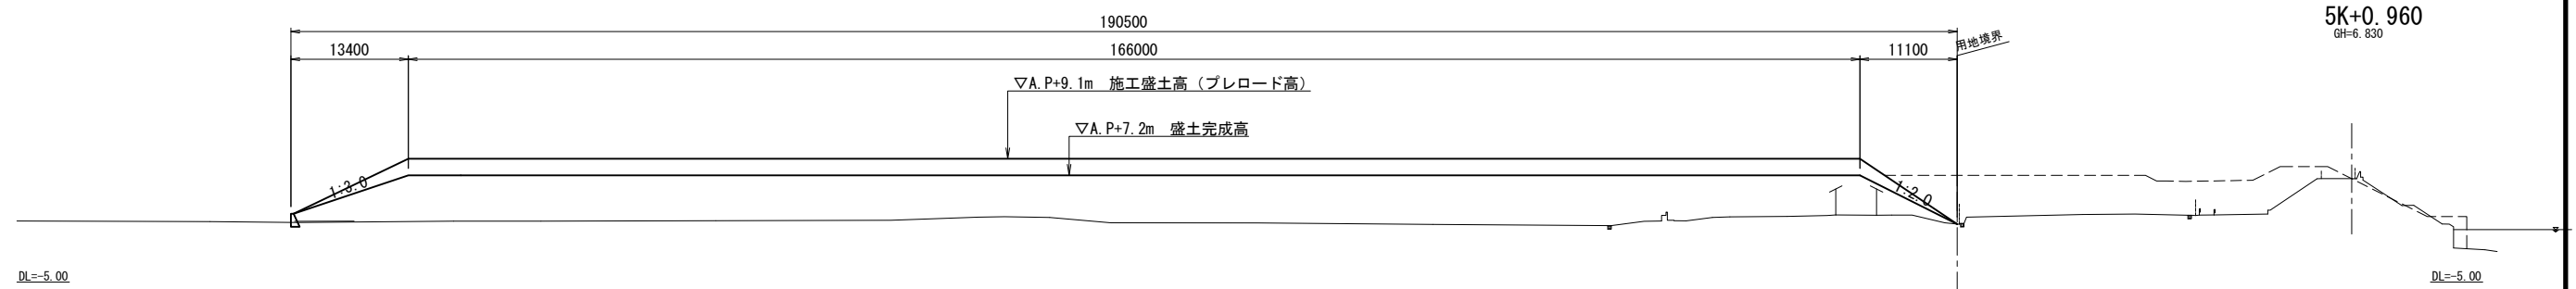 190500
5K+0.960
GH=6.830
13400
166000
11100
用地境界
▽A.P+9.1m 施工盛土高（プレロード高）
▽A.P+7.2m 盛土完成高
1:3.0
1:2.0
DL=-5.00
DL=-5.00